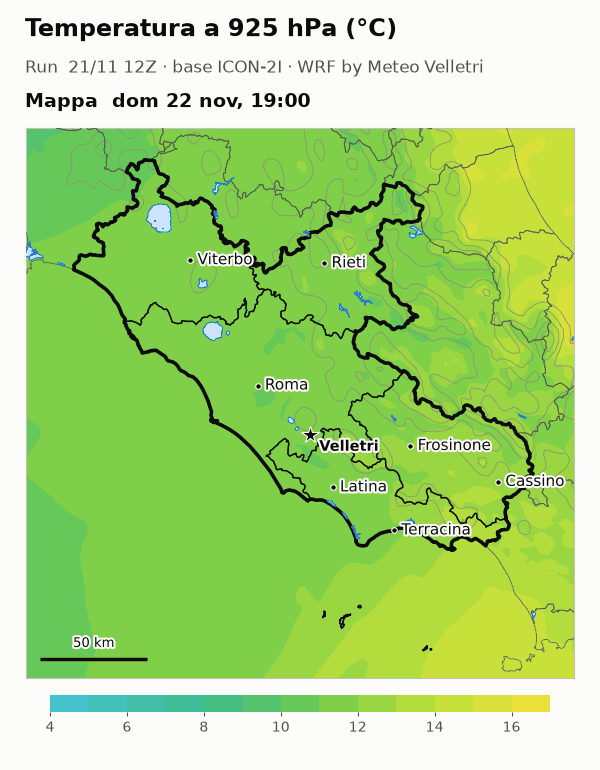 Temperatura a 925 hPa (°C)
Run  21/11 12Z · base ICON-2I · WRF by Meteo Velletri
Mappa  dom 22 nov, 19:00
Viterbo
Rieti
Roma
Velletri
Frosinone
Cassino
Latina
Terracina
50 km
4 6 8 10 12 14 16